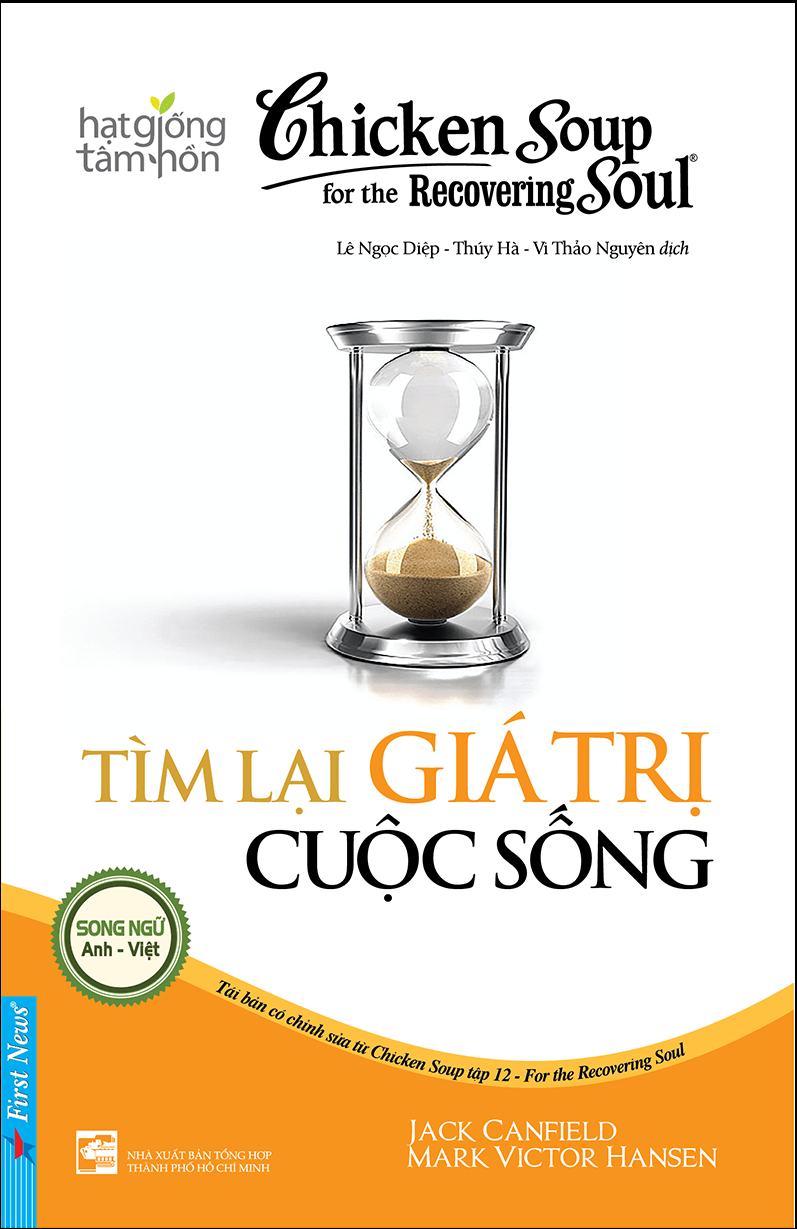 hạt giống
tâm hồn
Chicken Soup
for the Recovering Soul®
Lê Ngọc Diệp - Thúy Hà - Vi Thảo Nguyên dịch
TÌM LẠI GIÁ TRỊ
CUỘC SỐNG
SONG NGỮ
Anh - Việt
Tái bản có chỉnh sửa từ Chicken Soup tập 12 - For the Recovering Soul
First News®
JACK CANFIELD
MARK VICTOR HANSEN
NHÀ XUẤT BẢN TỔNG HỢP
THÀNH PHỐ HỒ CHÍ MINH